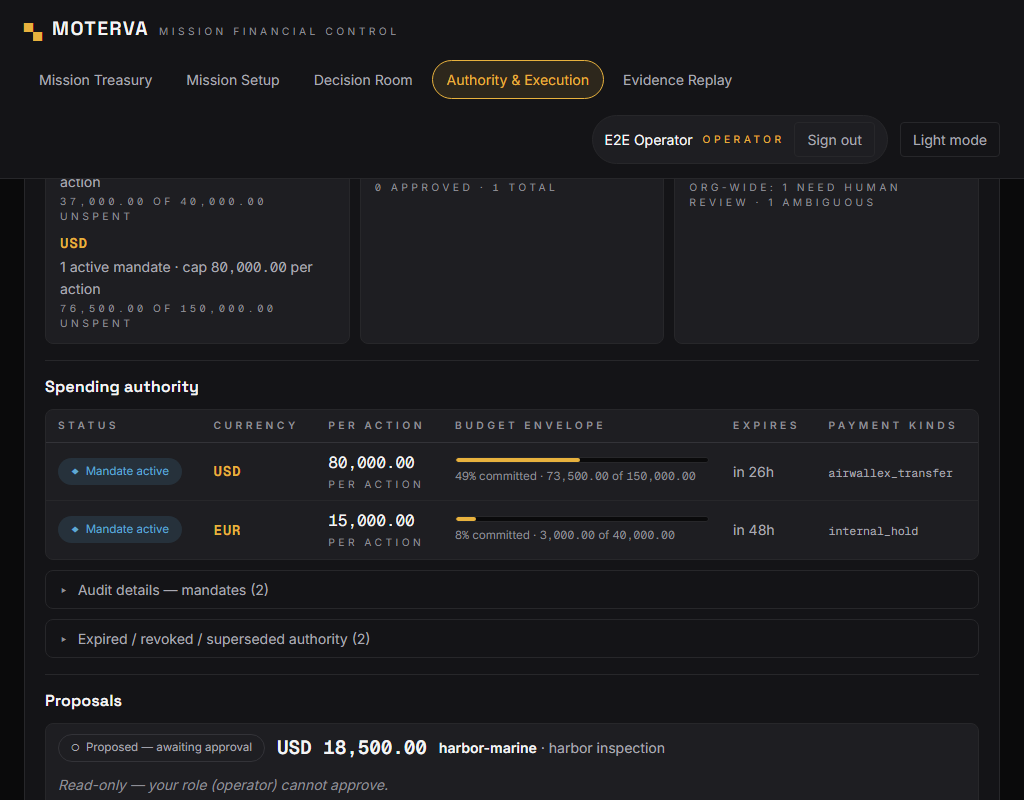 MOTERVA MISSION FINANCIAL CONTROL
Mission Treasury Mission Setup Decision Room Authority & Execution Evidence Replay
E2E Operator OPERATOR Sign out Light mode
action
37,000.00 OF 40,000.00
UNSPENT
USD
1 active mandate · cap 80,000.00 per
action
76,500.00 OF 150,000.00
UNSPENT
0 APPROVED · 1 TOTAL
ORG-WIDE: 1 NEED HUMAN
REVIEW · 1 AMBIGUOUS
Spending authority
STATUS CURRENCY PER ACTION BUDGET ENVELOPE EXPIRES PAYMENT KINDS
Mandate active USD 80,000.00 PER ACTION 49% committed · 73,500.00 of 150,000.00 in 26h airwallex_transfer
Mandate active EUR 15,000.00 PER ACTION 8% committed · 3,000.00 of 40,000.00 in 48h internal_hold
Audit details — mandates (2)
Expired / revoked / superseded authority (2)
Proposals
Proposed — awaiting approval USD 18,500.00 harbor-marine · harbor inspection
Read-only — your role (operator) cannot approve.